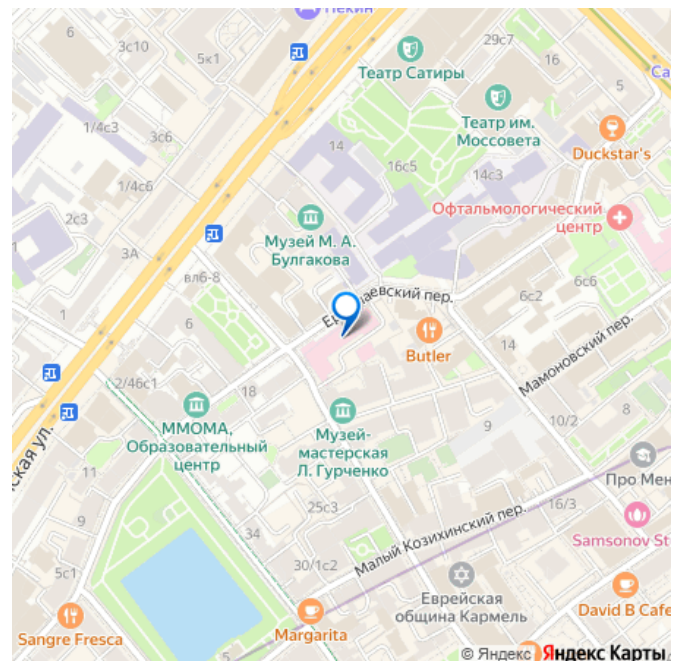 Пекин
6
3с10
5к1
29с7
16
5
Театр Сатиры
Са
1/4с3
3с6
14
Театр им.
Моссовета
Duckstar's
16с5
14с3
1/4с6
2с3
Офтальмологический
центр
Музей М. А.
Булгакова
3А
вл6-8
6с6
6с2
1
6
Butler
14
Мамоновский пер.
2/46с1
18
ММОМА,
Образовательный
центр
Музей-
мастерская
Л. Гурченко
9
10/2
ская ул.
11
Про Мен
25с3
16/3
9
34
Малый Козихинский пер.
Samsonov St
30/1с2
5с1
Еврейская
община Кармель
David B Cafe
Sangre Fresca
Margarita
© Яндекс Яндекс Карты